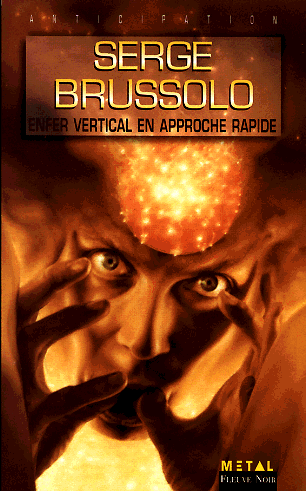 ANTICIPATION
SERGE
BRUSSOLO
ENFER VERTICAL EN APPROCHE RAPIDE
METAL
FLEUVE NOIR